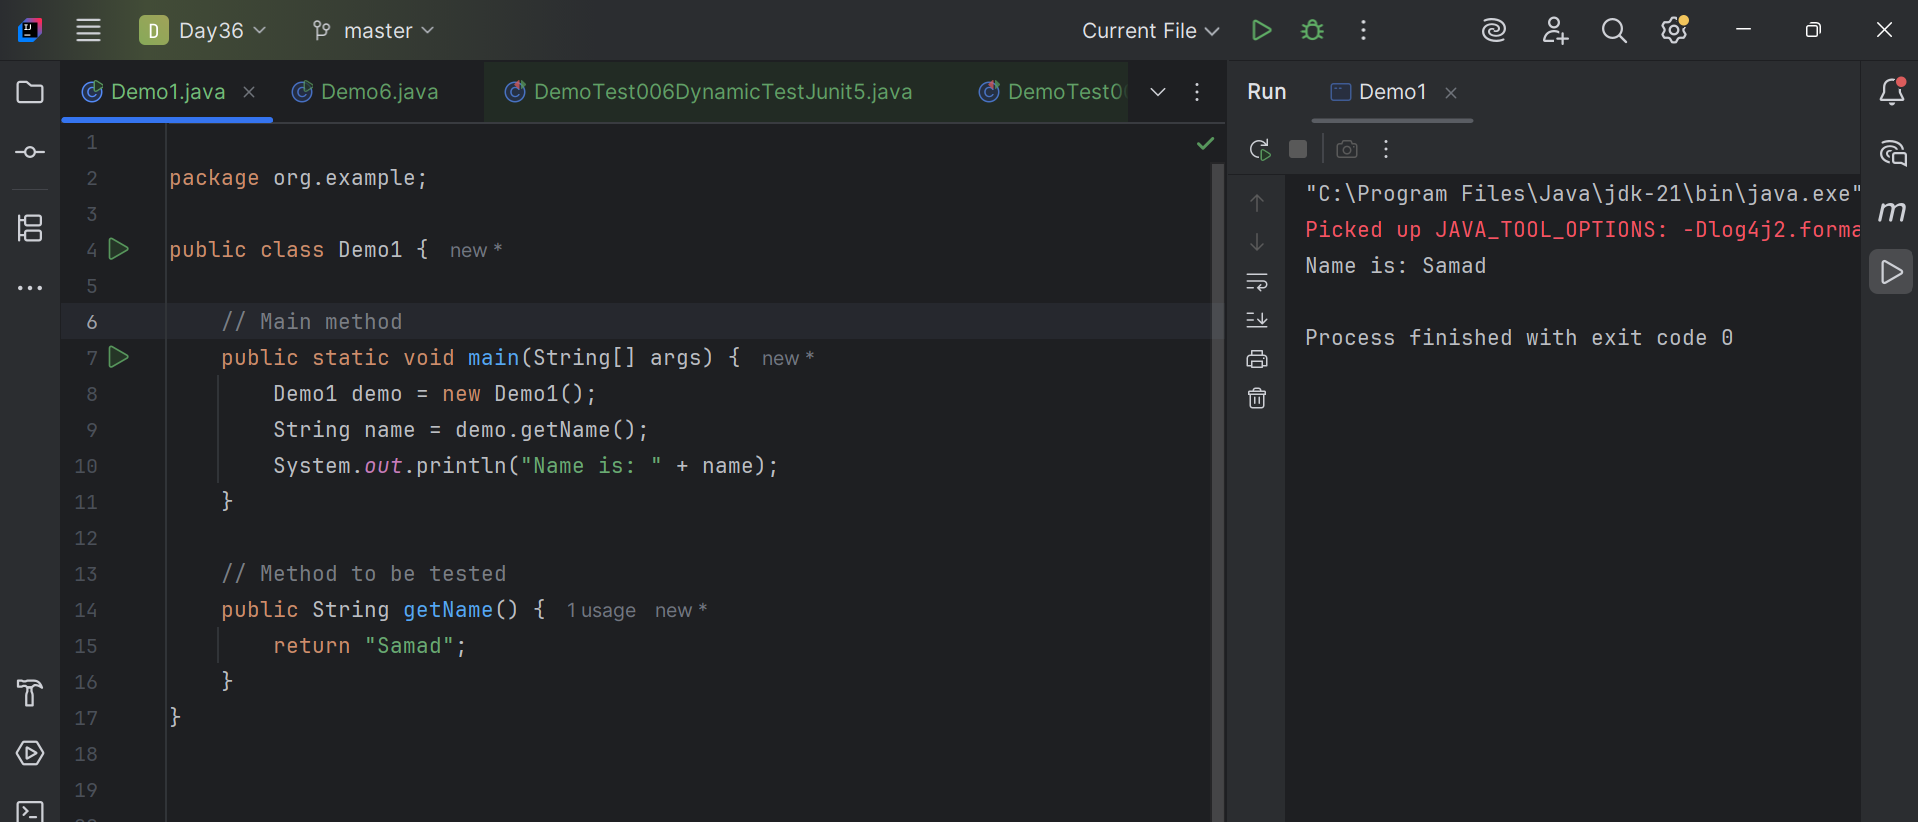 D Day36 master Current File
Demo1.java Demo6.java DemoTest006DynamicTestJunit5.java
Run Demo1
1
2 package org.example;
3
4 public class Demo1 { new *
5
6 // Main method
7 public static void main(String[] args) { new *
8 Demo1 demo = new Demo1();
9 String name = demo.getName();
10 System.out.println("Name is: " + name);
11 }
12
13 // Method to be tested
14 public String getName() { 1 usage new *
15 return "Samad";
16 }
17 }
18
19
"C:\Program Files\Java\jdk-21\bin\java.exe"
Picked up JAVA_TOOL_OPTIONS: -Dlog4j2.forma
Name is: Samad
Process finished with exit code 0
m